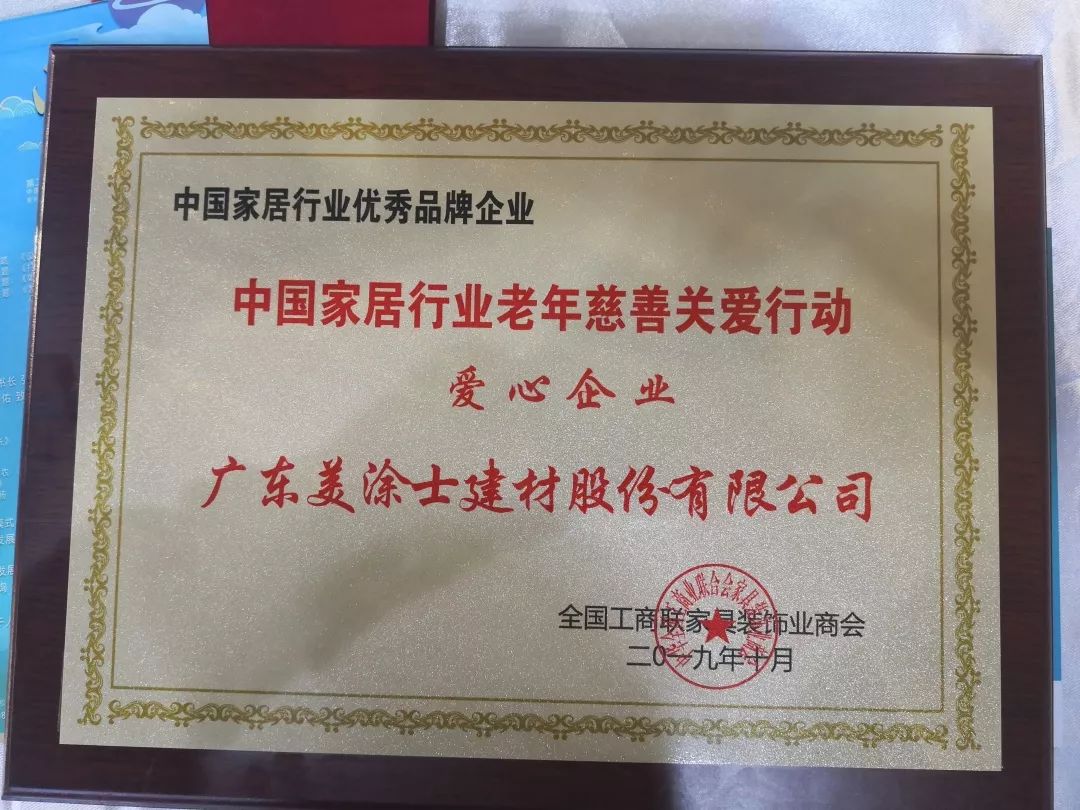 中国家居行业优秀品牌企业
中国家居行业老年慈善关爱行动
爱心企业
广东美涂士建材股份有限公司
全国工商联家具装饰业商会
二0一九年十月